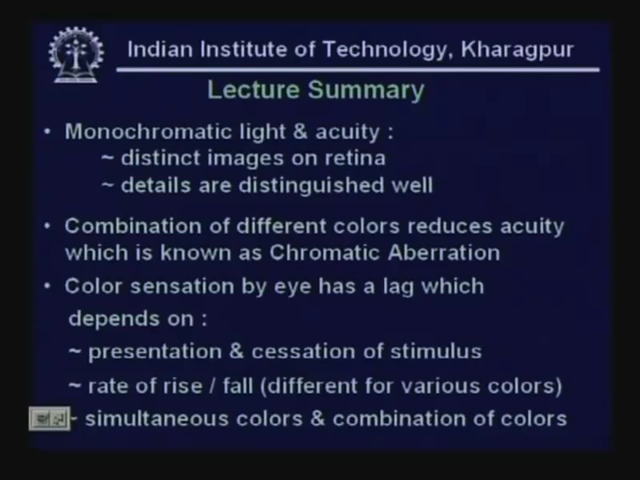 Indian Institute of Technology, Kharagpur
Lecture Summary
• Monochromatic light & acuity :
~ distinct images on retina
~ details are distinguished well
• Combination of different colors reduces acuity
which is known as Chromatic Aberration
• Color sensation by eye has a lag which
depends on :
~ presentation & cessation of stimulus
~ rate of rise / fall (different for various colors)
~ simultaneous colors & combination of colors